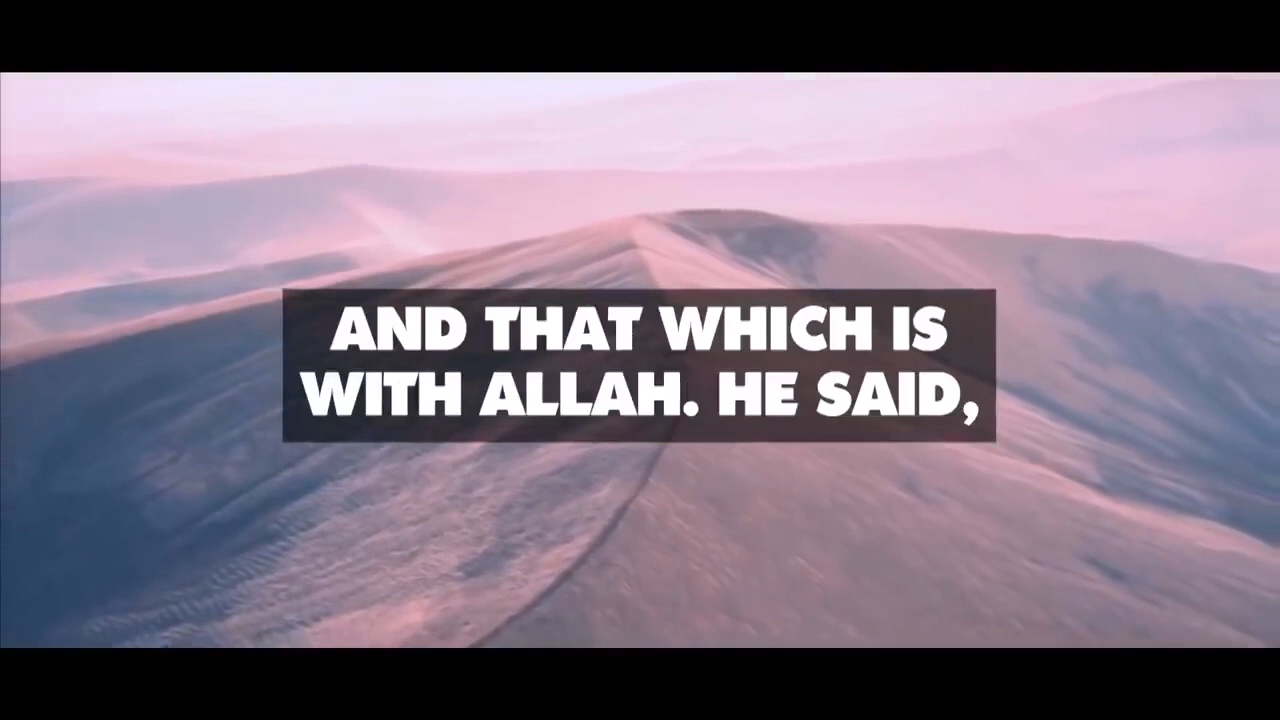 AND THAT WHICH IS
WITH ALLAH. HE SAID,